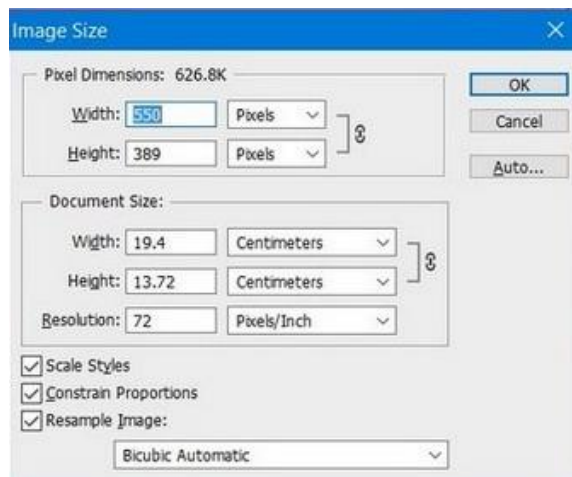 Image Size
Pixel Dimensions: 626.8K
Width: 550 Pixels
Height: 389 Pixels
OK
Cancel
Auto...
Document Size:
Width: 19.4 Centimeters
Height: 13.72 Centimeters
Resolution: 72 Pixels/Inch
Scale Styles
Constrain Proportions
Resample Image:
Bicubic Automatic